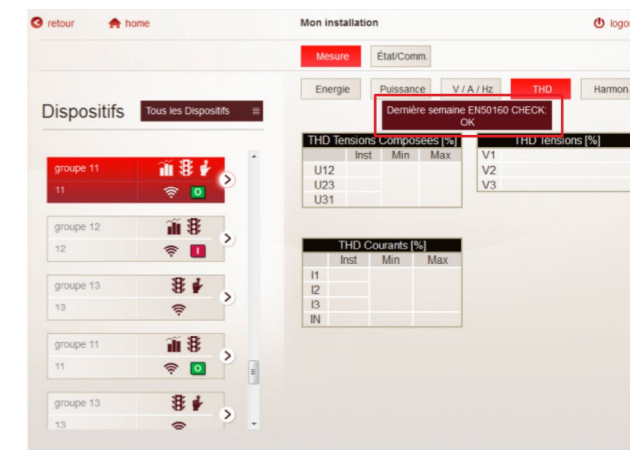 retour
home
Mon installation
logou
Mesure
État/Comm.
Energie
Puissance
V / A / Hz
THD
Harmon.
Dispositifs
Tous les Dispositifs
Dernière semaine EN50160 CHECK:
OK
THD Tensions Composées [%]
Inst Min Max
U12
U23
U31
THD Tensions [%]
V1
V2
V3
THD Courants [%]
Inst Min Max
I1
I2
I3
IN
groupe 11
11
O
groupe 12
12
I
groupe 13
13
groupe 11
11
O
groupe 13
13